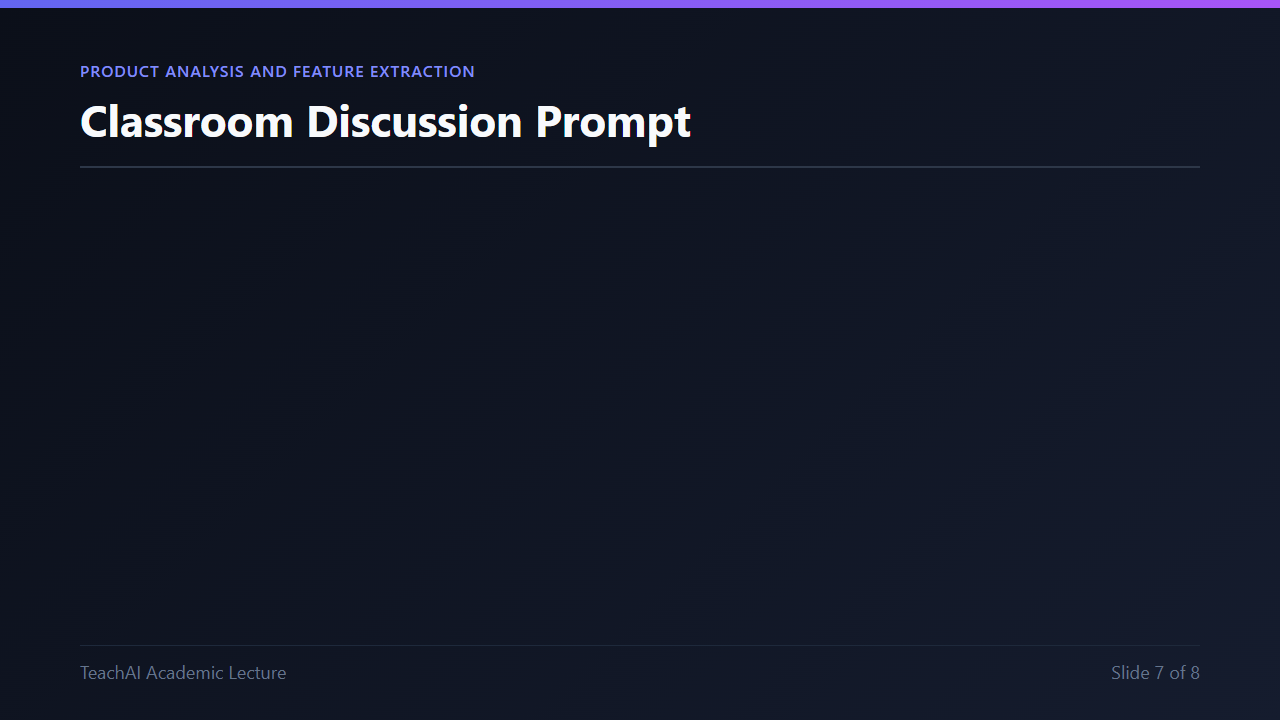 PRODUCT ANALYSIS AND FEATURE EXTRACTION
Classroom Discussion Prompt
TeachAI Academic Lecture
Slide 7 of 8